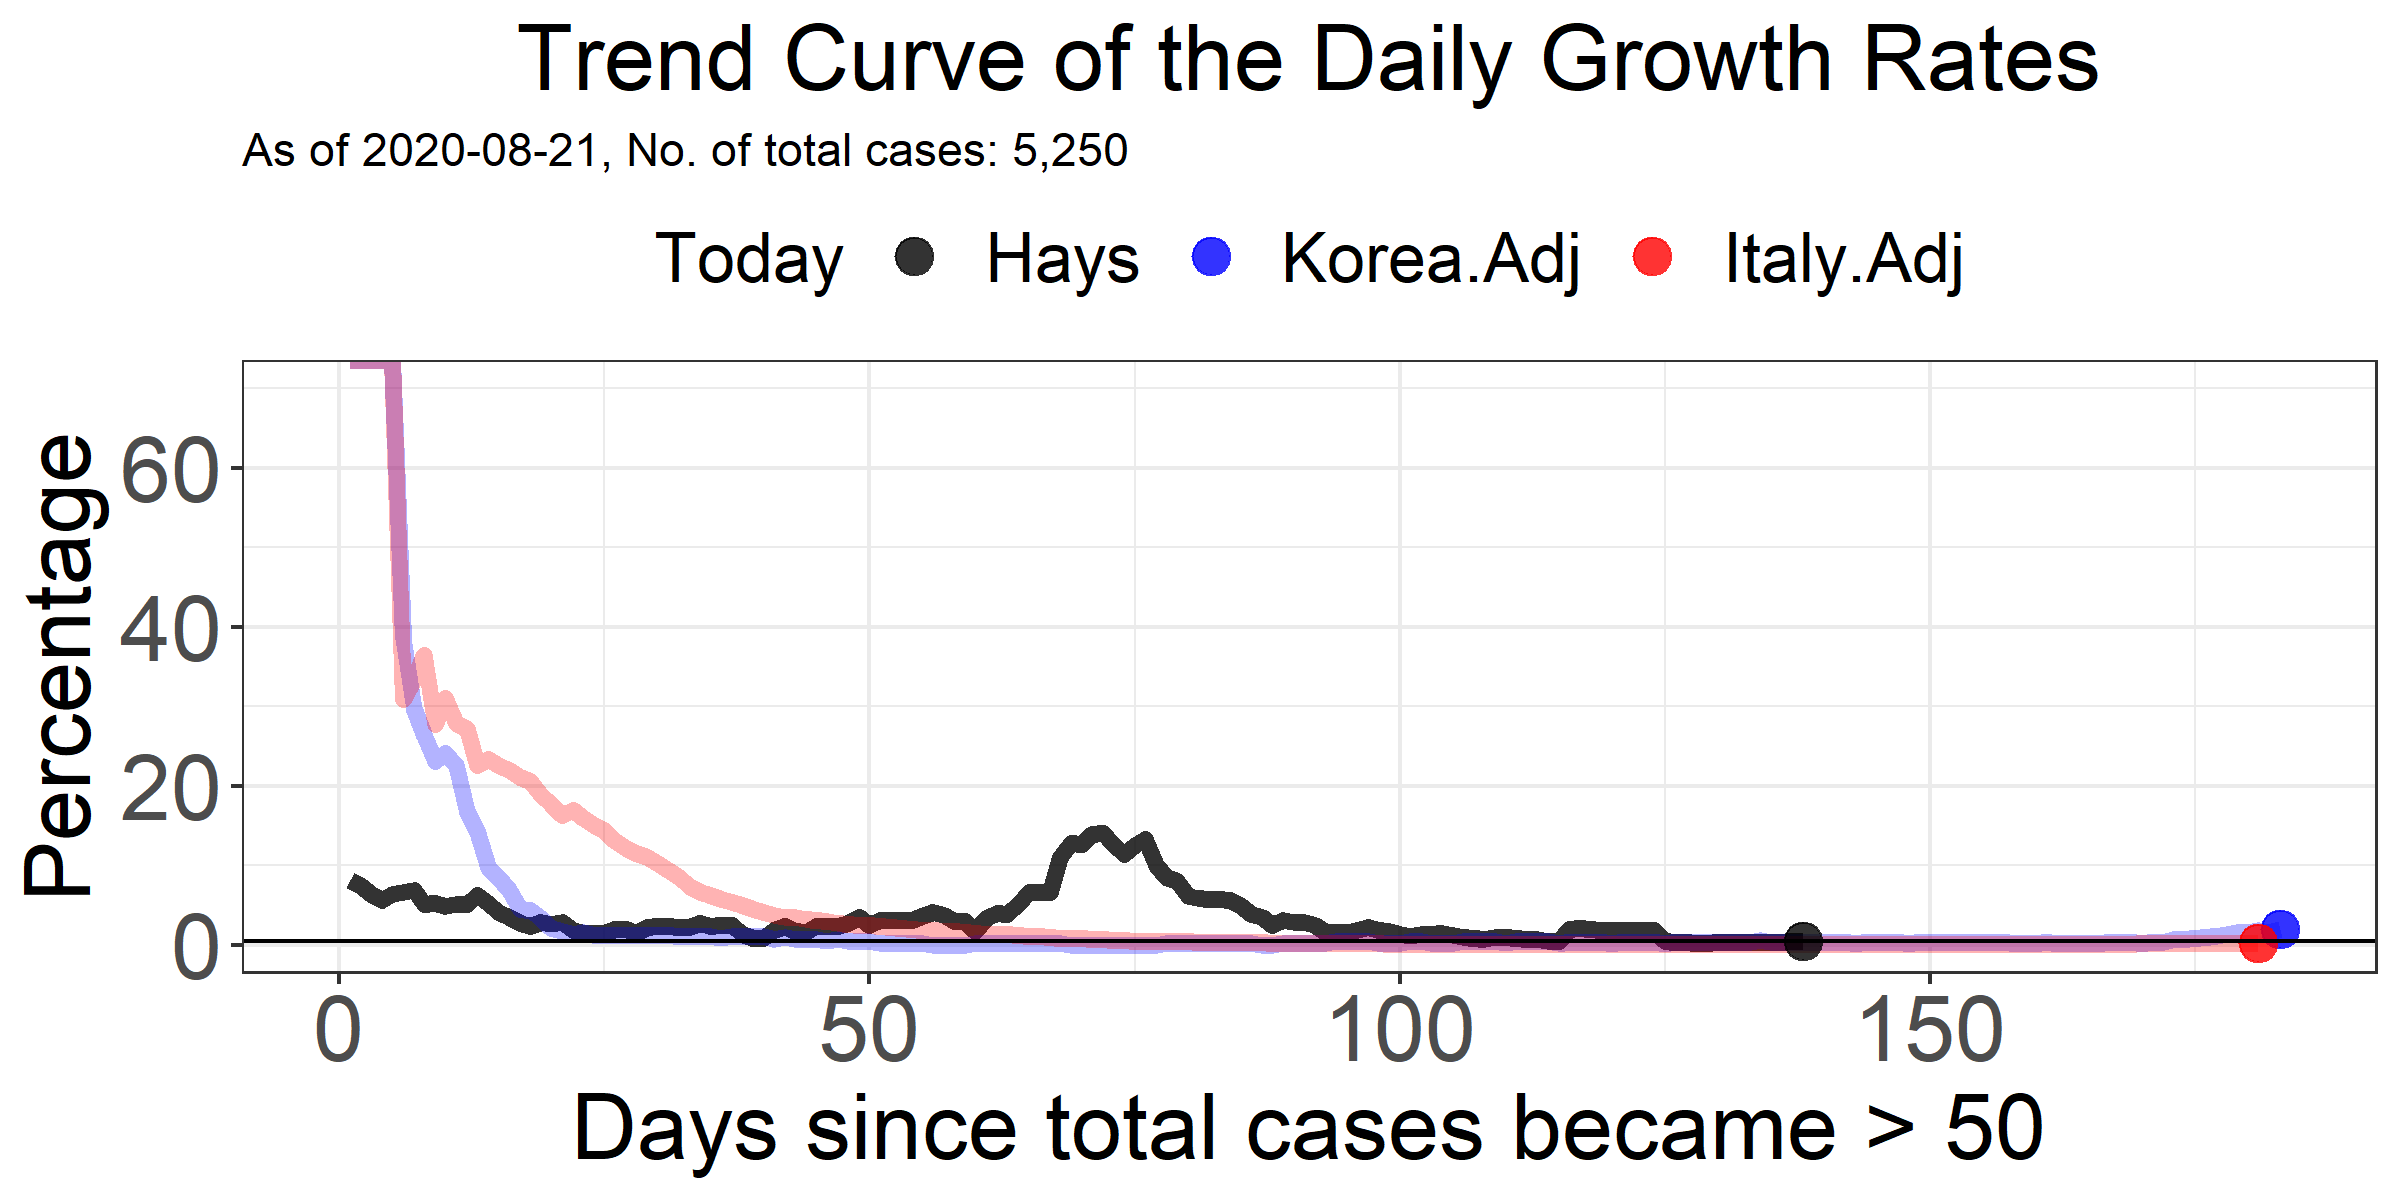 Trend Curve of the Daily Growth Rates
As of 2020-08-21, No. of total cases: 5,250
Today Hays Korea.Adj Italy.Adj
Percentage
60
40
20
0
0 50 100 150
Days since total cases became > 50